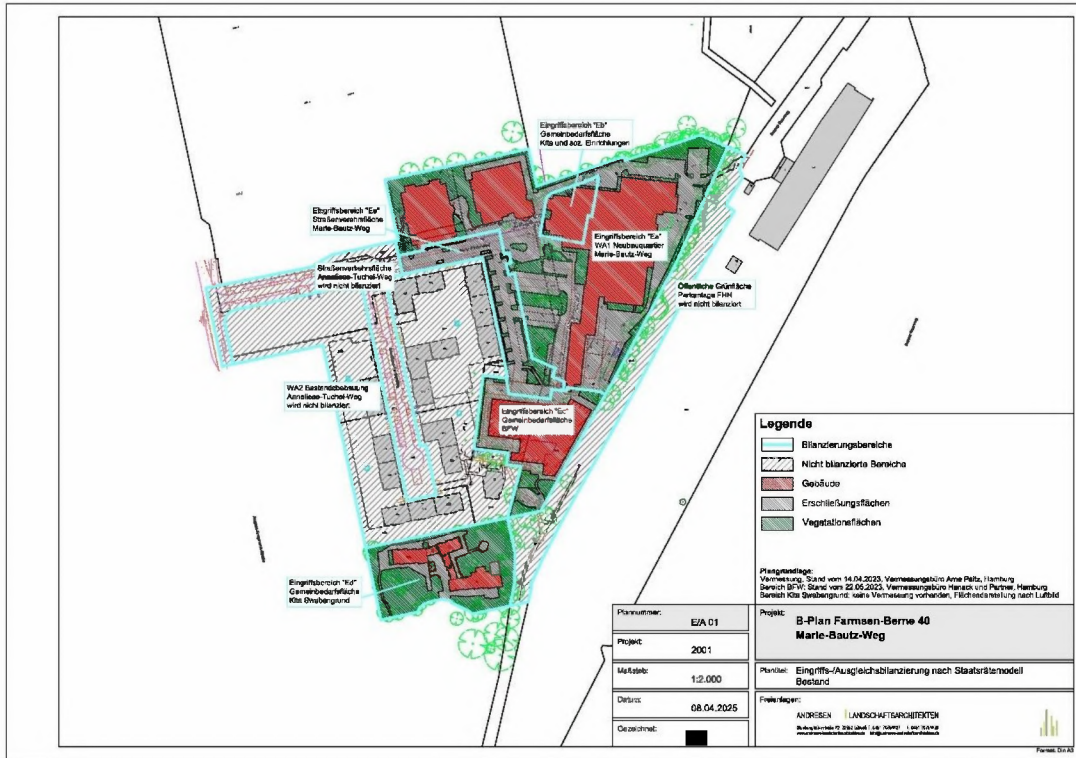 Eingriffsbereich "Eb"
Gemeinbedarfsfläche
Kita und soz. Einrichtungen
Eingriffsbereich "Ee"
Straßenverkehrsfläche
Marie-Bautz-Weg
Eingriffsbereich "Ea"
WA1 Neubauquartier
Marie-Bautz-Weg
Straßenverkehrsfläche
Anneliese-Tuchel-Weg
wird nicht bilanziert
Öffentliche Grünfläche
Parkanlage FHH
wird nicht bilanziert
WA2 Bestandsbebauung
Anneliese-Tuchel-Weg
wird nicht bilanziert
Eingriffsbereich "Ec"
Gemeinbedarfsfläche
BFW
Eingriffsbereich "Ed"
Gemeinbedarfsfläche
Kita Swebengrund
Legende
Bilanzierungsbereiche
Nicht bilanzierte Bereiche
Gebäude
Erschließungsflächen
Vegetationsflächen
Plangrundlage:
Vermessung, Stand vom 14.04.2023, Vermessungsbüro Arne Peitz, Hamburg
Bereich BFW: Stand vom 22.06.2023, Vermessungsbüro Hanack und Partner, Hamburg
Bereich Kita Swebengrund: keine Vermessung vorhanden, Flächendarstellung nach Luftbild
Plannummer: E/A 01
Projekt: 2001
Maßstab: 1:2.000
Datum: 08.04.2025
Gezeichnet:
Projekt: B-Plan Farmsen-Berne 40
Marie-Bautz-Weg
Plantitel: Eingriffs-/Ausgleichsbilanzierung nach Staatsrätemodell
Bestand
Freianlagen:
ANDRESEN LANDSCHAFTSARCHITEKTEN
Format: Din A3